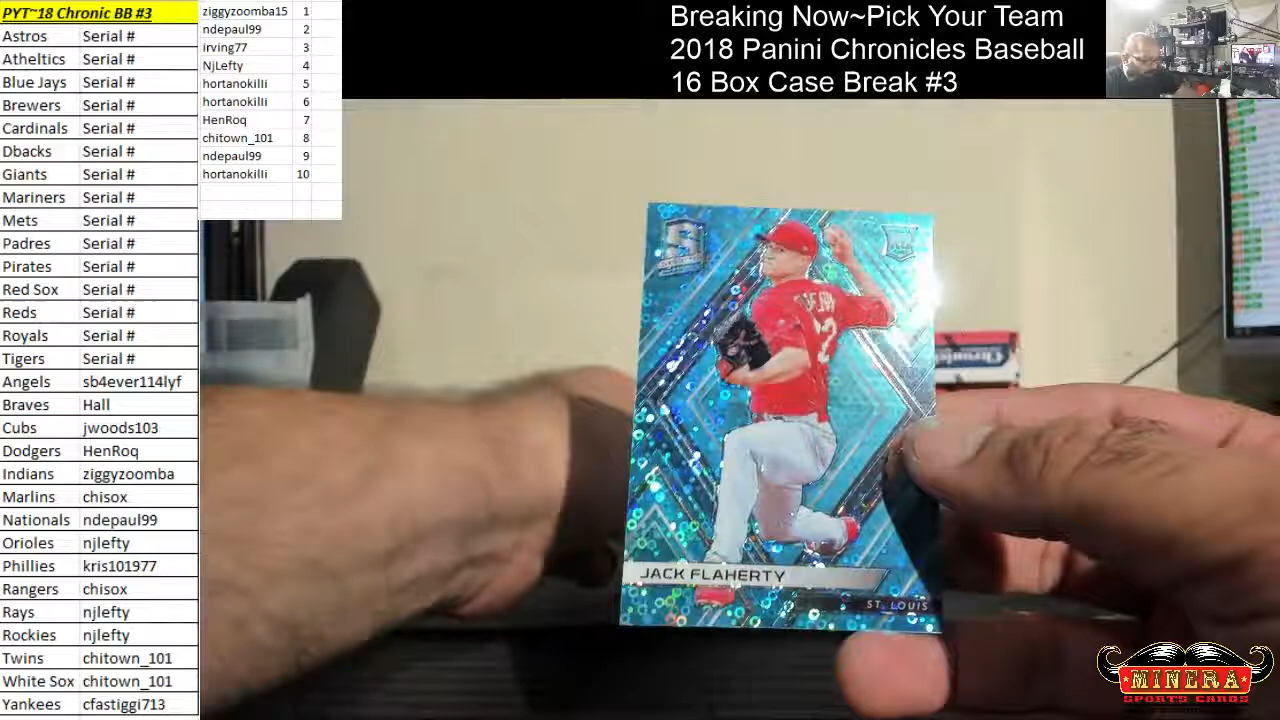 PYT~18 Chronic BB #3
Astros Serial #
Atheltics Serial #
Blue Jays Serial #
Brewers Serial #
Cardinals Serial #
Dbacks Serial #
Giants Serial #
Mariners Serial #
Mets Serial #
Padres Serial #
Pirates Serial #
Red Sox Serial #
Reds Serial #
Royals Serial #
Tigers Serial #
Angels sb4ever114lyf
Braves Hall
Cubs jwoods103
Dodgers HenRoq
Indians ziggyzoomba
Marlins chisox
Nationals ndepaul99
Orioles njlefty
Phillies kris101977
Rangers chisox
Rays njlefty
Rockies njlefty
Twins chitown_101
White Sox chitown_101
Yankees cfastiggi713
ziggyzoomba15 1
ndepaul99 2
irving77 3
NjLefty 4
hortanokilli 5
hortanokilli 6
HenRoq 7
chitown_101 8
ndepaul99 9
hortanokilli 10
Breaking Now~Pick Your Team
2018 Panini Chronicles Baseball
16 Box Case Break #3
JACK FLAHERTY
ST. LOUIS
Chronicles
MINERA
SPORTS CARDS